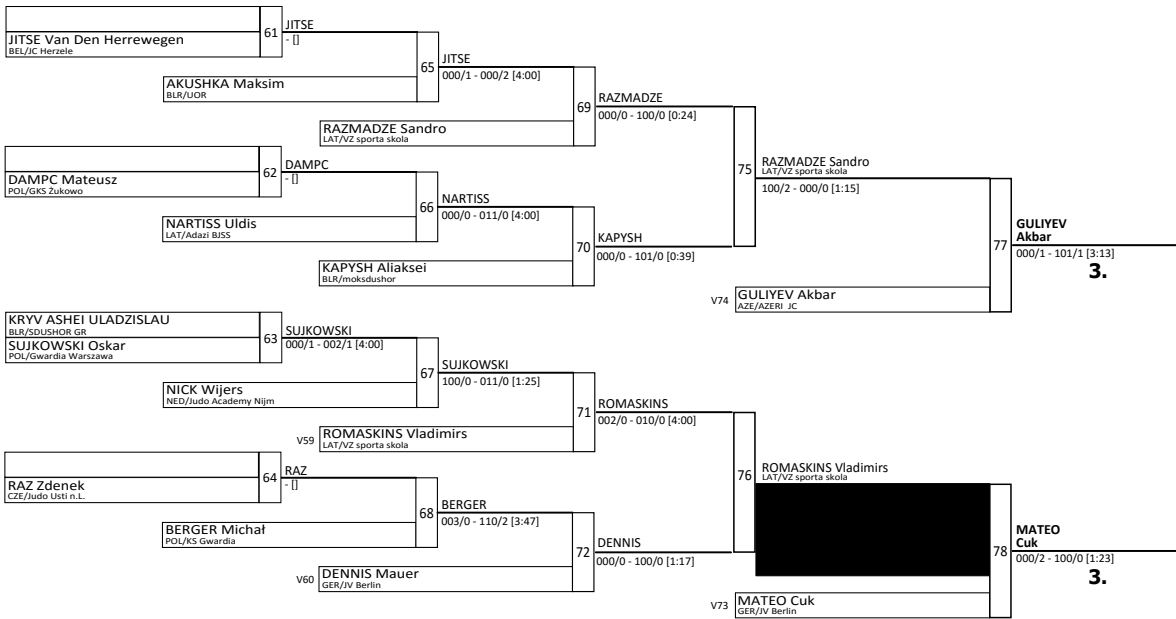 61
JITSE
- []
JITSE Van Den Herrewegen
BEL/JC Herzele
65
JITSE
000/1 - 000/2 [4:00]
AKUSHKA Maksim
BLR/UOR
69
RAZMADZE
000/0 - 100/0 [0:24]
RAZMADZE Sandro
LAT/VZ sporta skola
62
DAMPC
- []
DAMPC Mateusz
POL/GKS Żukowo
66
NARTISS
000/0 - 011/0 [4:00]
NARTISS Uldis
LAT/Adazi BJSS
70
KAPYSH
000/0 - 101/0 [0:39]
KAPYSH Aliaksei
BLR/moksdushor
75
RAZMADZE Sandro
LAT/VZ sporta skola
100/2 - 000/0 [1:15]
77
GULIYEV
Akbar
000/1 - 101/1 [3:13]
3.
V74
GULIYEV Akbar
AZE/AZERI JC
KRYV ASHEI ULADZISLAU
BLR/SDUSHOR GR
63
SUJKOWSKI
000/1 - 002/1 [4:00]
SUJKOWSKI Oskar
POL/Gwardia Warszawa
67
SUJKOWSKI
100/0 - 011/0 [1:25]
NICK Wijers
NED/Judo Academy Nijm
71
ROMASKINS
002/0 - 010/0 [4:00]
V59
ROMASKINS Vladimirs
LAT/VZ sporta skola
64
RAZ
- []
RAZ Zdenek
CZE/Judo Usti n.L.
68
BERGER
003/0 - 110/2 [3:47]
BERGER Michał
POL/KS Gwardia
72
DENNIS
000/0 - 100/0 [1:17]
V60
DENNIS Mauer
GER/JV Berlin
76
ROMASKINS Vladimirs
LAT/VZ sporta skola
78
MATEO
Cuk
000/2 - 100/0 [1:23]
3.
V73
MATEO Cuk
GER/JV Berlin